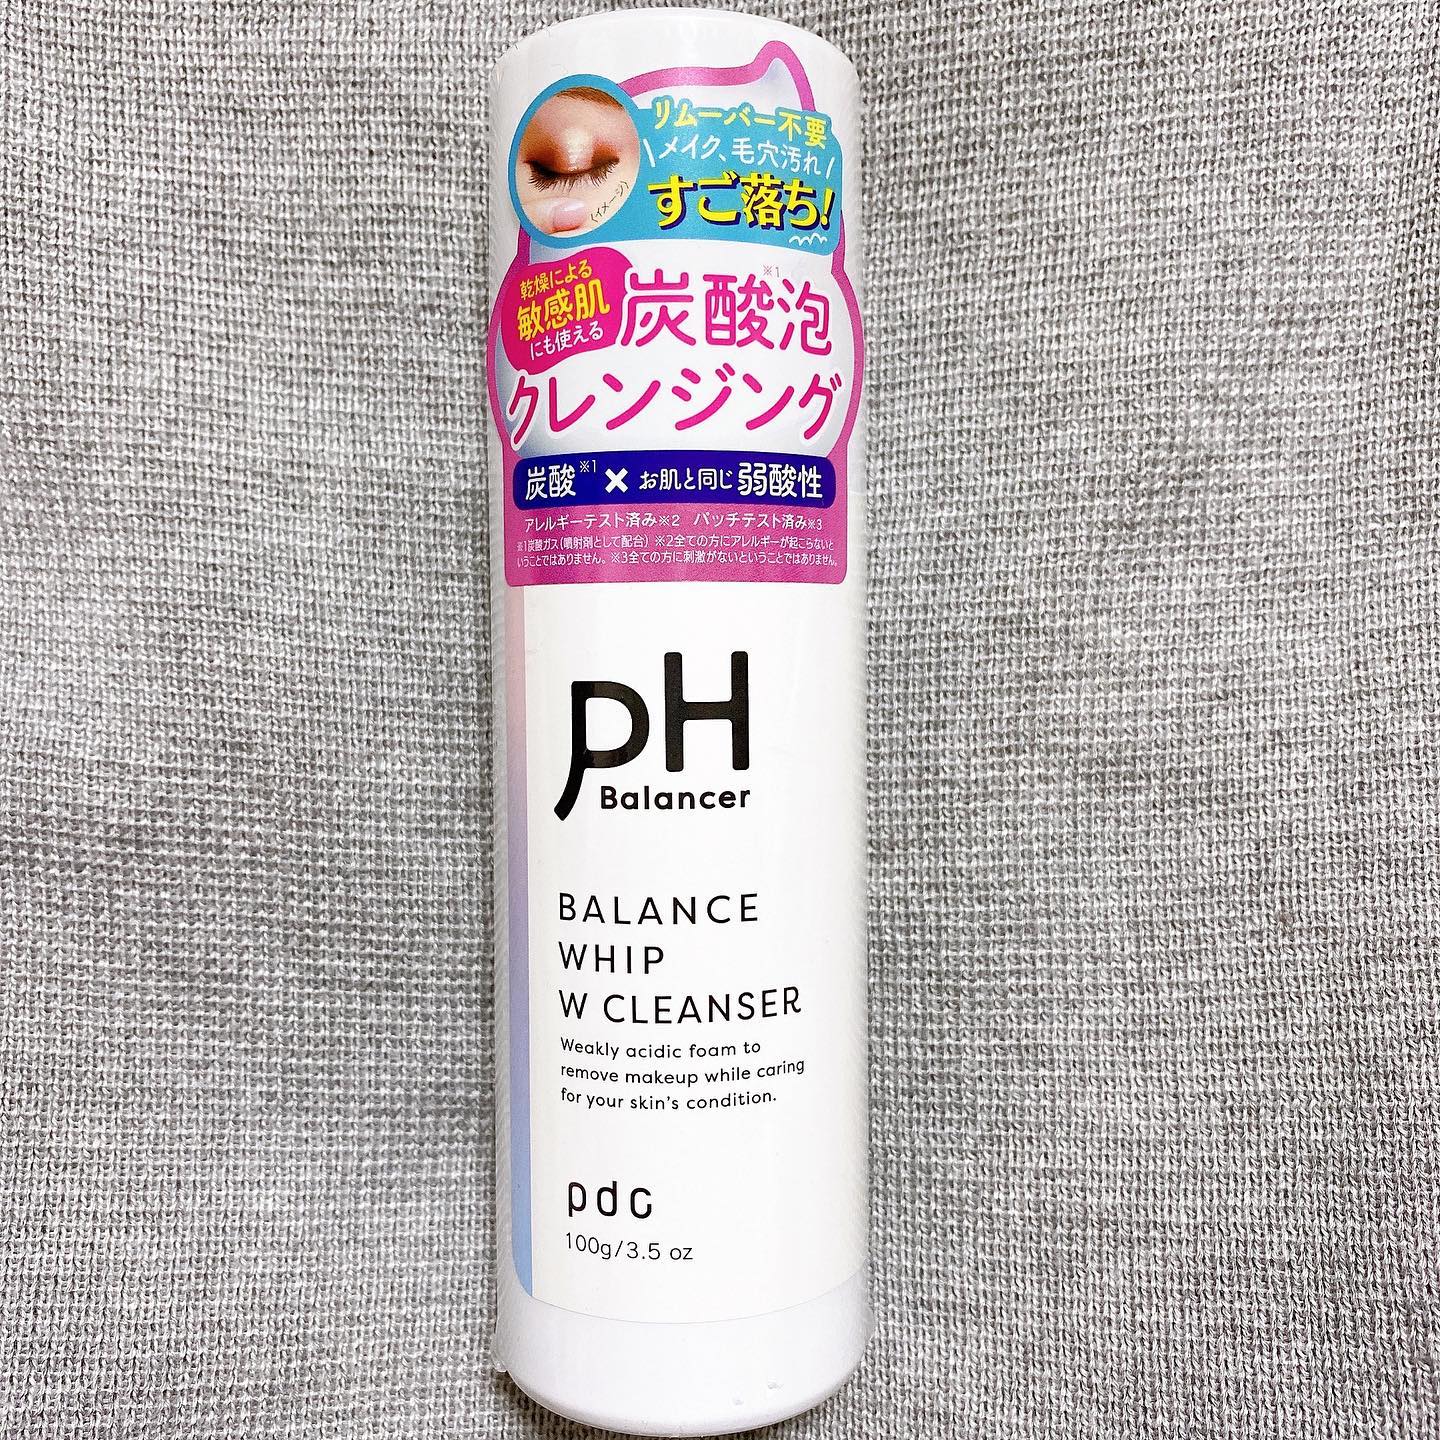 リムーバー不要
\メイク、毛穴汚れ/
すご落ち!
(イメージ)
乾燥による
敏感肌
にも使える
炭酸泡※1
クレンジング
炭酸※1 × お肌と同じ 弱酸性
アレルギーテスト済み※2 パッチテスト済み※3
※1炭酸ガス(噴射剤として配合) ※2全ての方にアレルギーが起こらないと
いうことではありません。※3全ての方に刺激がないということではありません。
pH
Balancer
BALANCE
WHIP
W CLEANSER
Weakly acidic foam to
remove makeup while caring
for your skin's condition.
pdc
100g/3.5 oz